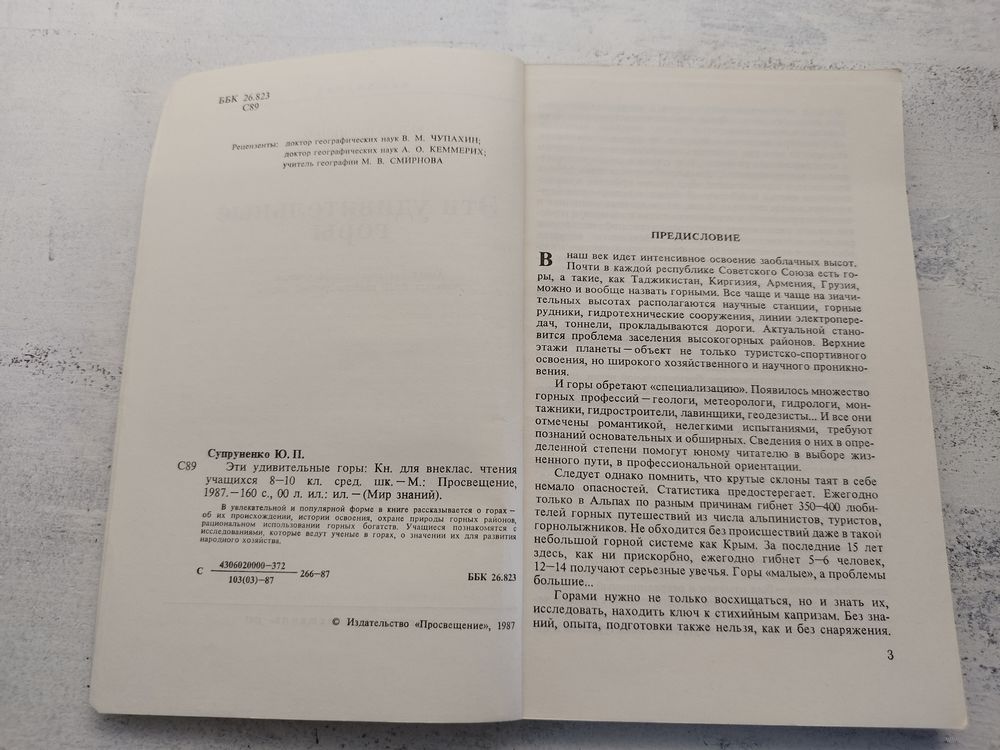 ББК 26.823
С89
Рецензенты: доктор географических наук В. М. ЧУПАХИН;
доктор географических наук А. О. КЕММЕРИХ;
учитель географии М. В. СМИРНОВА
Супруненко Ю. П.
С89 Эти удивительные горы: Кн. для внеклас. чтения
учащихся 8—10 кл. сред. шк. — М.: Просвещение,
1987. — 160 с., 00 л. ил.: ил. — (Мир знаний).
В увлекательной и популярной форме в книге рассказывается о горах —
об их происхождении, истории освоения, охране природы горных районов,
рациональном использовании горных богатств. Учащиеся познакомятся с
исследованиями, которые ведут ученые в горах, о значении их для развития
народного хозяйства.
С 4306020000—372
103(03)—87 266—87
ББК 26.823
© Издательство «Просвещение», 1987
ПРЕДИСЛОВИЕ
В наш век идет интенсивное освоение заоблачных высот.
Почти в каждой республике Советского Союза есть го-
ры, а такие, как Таджикистан, Киргизия, Армения, Грузия,
можно и вообще назвать горными. Все чаще и чаще на значи-
тельных высотах располагаются научные станции, горные
рудники, гидротехнические сооружения, линии электропере-
дач, тоннели, прокладываются дороги. Актуальной стано-
вится проблема заселения высокогорных районов. Верхние
этажи планеты — объект не только туристско-спортивного
освоения, но широкого хозяйственного и научного проникно-
вения.
И горы обретают «специализацию». Появилось множество
горных профессий — геологи, метеорологи, гидрологи, мон-
тажники, гидростроители, лавинщики, геодезисты... И все они
отмечены романтикой, нелегкими испытаниями, требуют
познаний основательных и обширных. Сведения о них в опре-
деленной степени помогут юному читателю в выборе жиз-
ненного пути, в профессиональной ориентации.
Следует однако помнить, что крутые склоны таят в себе
немало опасностей. Статистика предостерегает. Ежегодно
только в Альпах по разным причинам гибнет 350—400 люби-
телей горных путешествий из числа альпинистов, туристов,
горнолыжников. Не обходится без происшествий даже в такой
небольшой горной системе как Крым. За последние 15 лет
здесь, как ни прискорбно, ежегодно гибнет 5—6 человек,
12—14 получают серьезные увечья. Горы «малые», а проблемы
большие...
Горами нужно не только восхищаться, но и знать их,
исследовать, находить ключ к стихийным капризам. Без зна-
ний, опыта, подготовки также нельзя, как и без снаряжения.
3